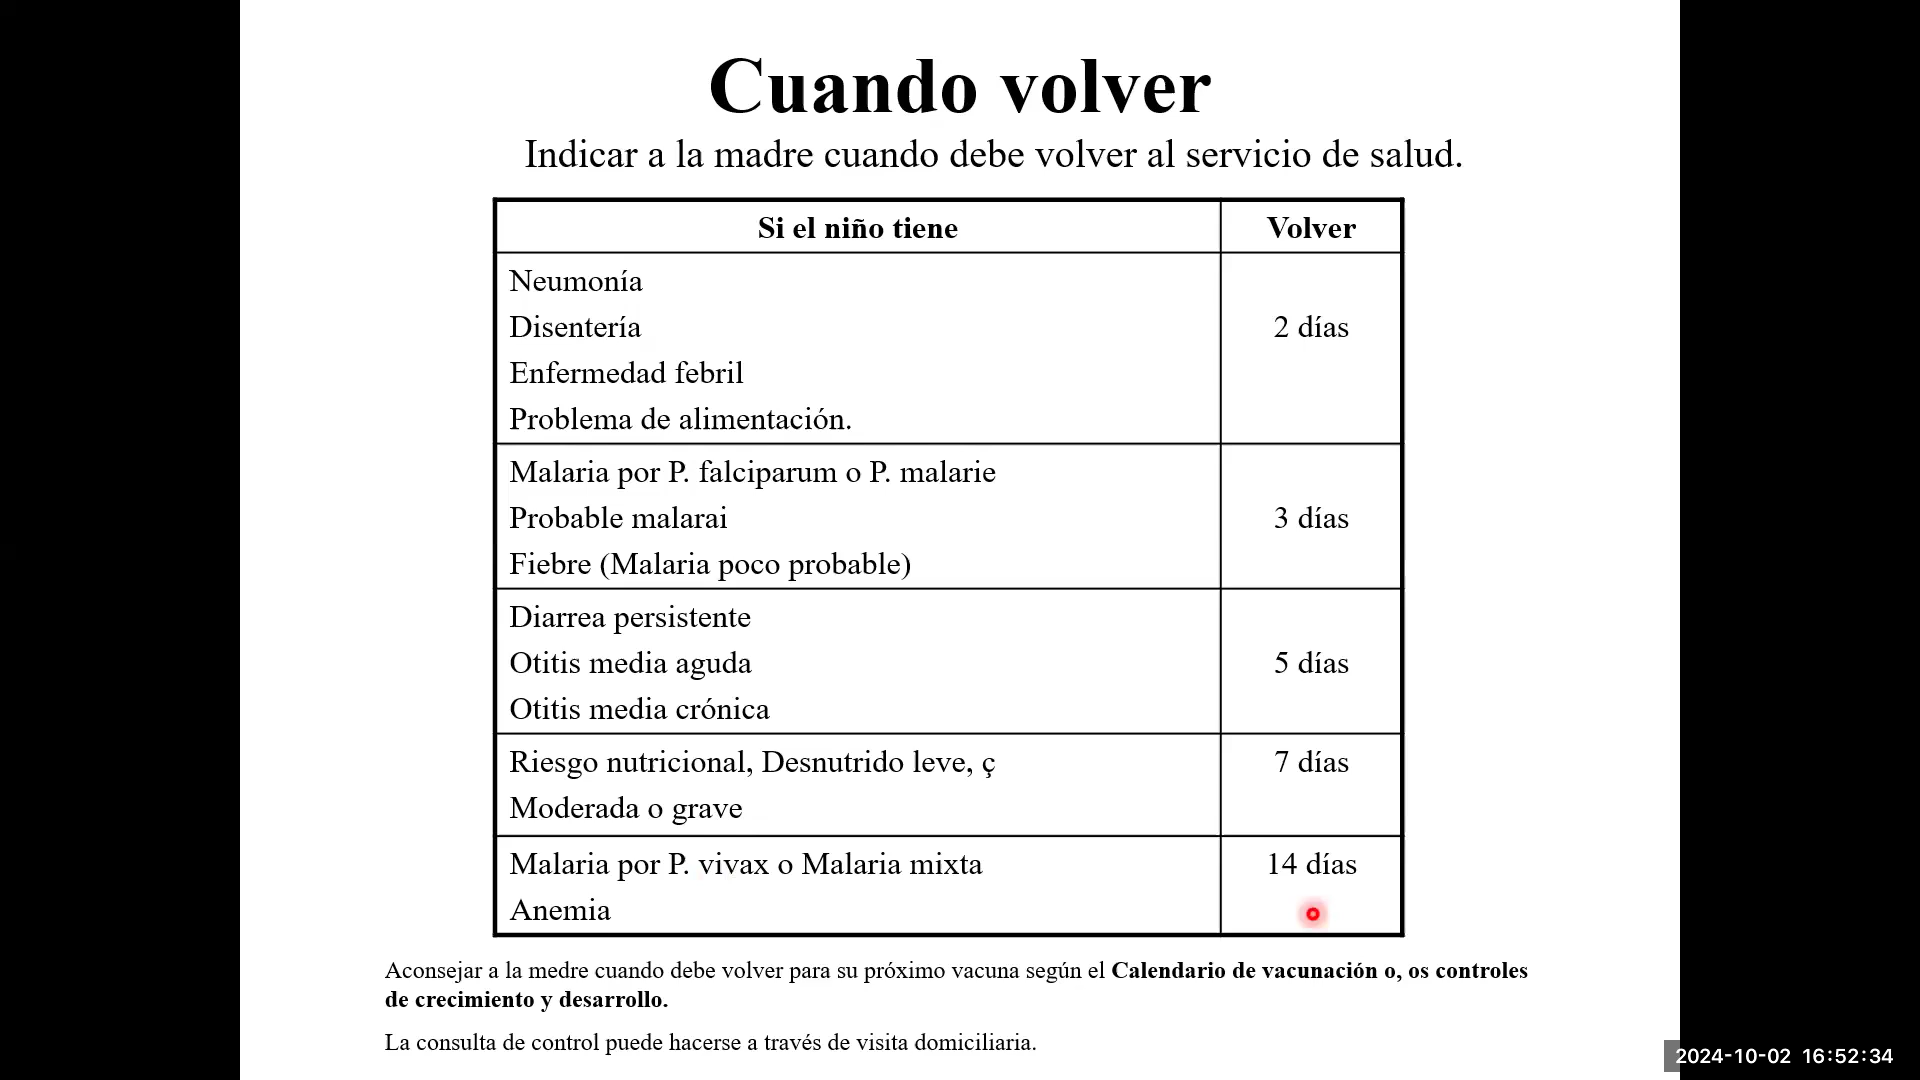 Cuando volver
Indicar a la madre cuando debe volver al servicio de salud.
Si el niño tiene
Volver
Neumonía
Disentería
2 días
Enfermedad febril
Problema de alimentación.
Malaria por P. falciparum o P. malarie
Probable malarai
3 días
Fiebre (Malaria poco probable)
Diarrea persistente
Otitis media aguda
5 días
Otitis media crónica
Riesgo nutricional, Desnutrido leve, ç
7 días
Moderada o grave
Malaria por P. vivax o Malaria mixta
14 días
Anemia
Aconsejar a la medre cuando debe volver para su próximo vacuna según el Calendario de vacunación o, os controles
de crecimiento y desarrollo.
La consulta de control puede hacerse a través de visita domiciliaria.
2024-10-02 16:52:34